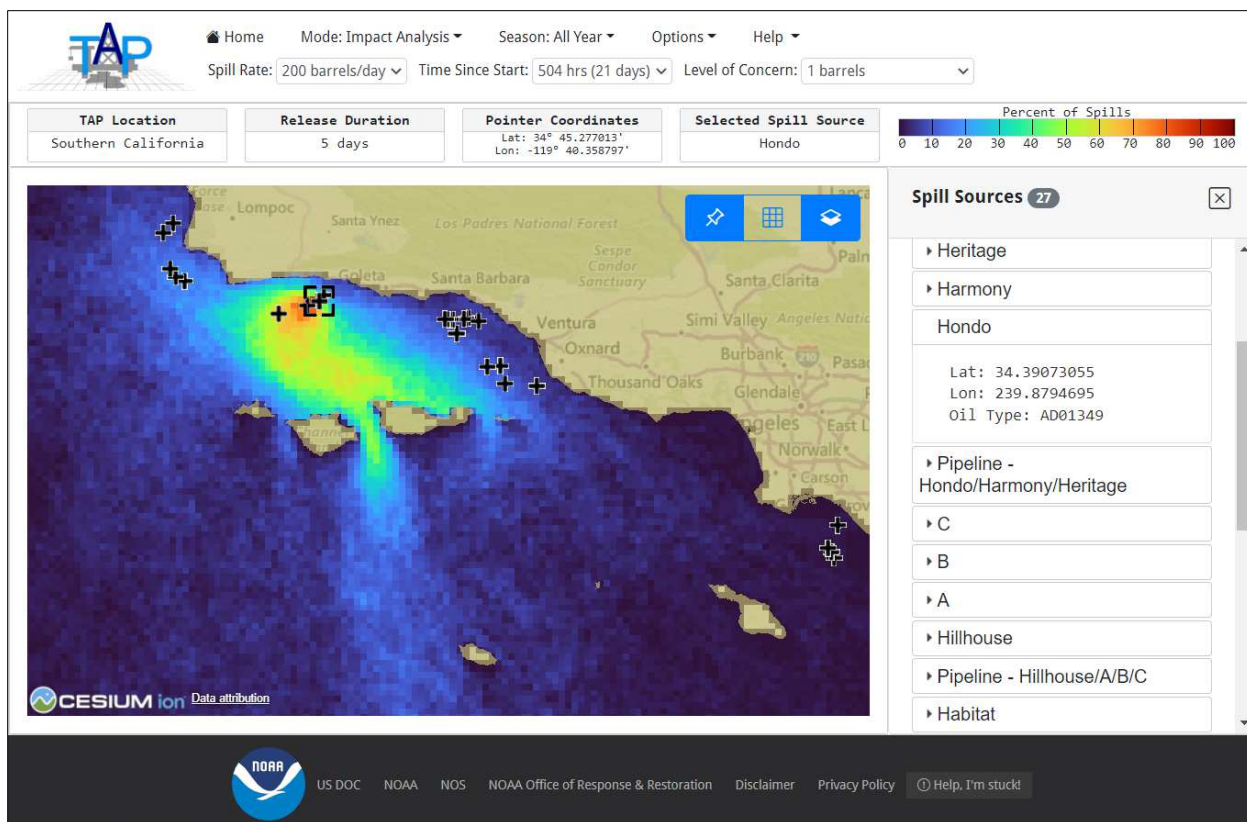 TAP
Home Mode: Impact Analysis Season: All Year Options Help
Spill Rate: 200 barrels/day Time Since Start: 504 hrs (21 days) Level of Concern: 1 barrels
TAP Location
Southern California
Release Duration
5 days
Pointer Coordinates
Lat: 34° 45.277013'
Lon: -119° 40.358797'
Selected Spill Source
Hondo
Percent of Spills
0 10 20 30 40 50 60 70 80 90 100
Force
Lompoc
Santa Ynez
Los Padres National Forest
Sespe
Condor
Sanctuary
Goleta
Santa Barbara
Santa Clarita
Ventura
Simi Valley
Oxnard
Burbank
210
Thousand Oaks
Glendale
Norwalk
Carson
CESIUM ion Data attribution
Spill Sources 27
Heritage
Harmony
Hondo
Lat: 34.39073055
Lon: 239.8794695
Oil Type: AD01349
Pipeline -
Hondo/Harmony/Heritage
C
B
A
Hillhouse
Pipeline - Hillhouse/A/B/C
Habitat
NOAA
US DOC NOAA NOS NOAA Office of Response & Restoration Disclaimer Privacy Policy Help, I'm stuck!